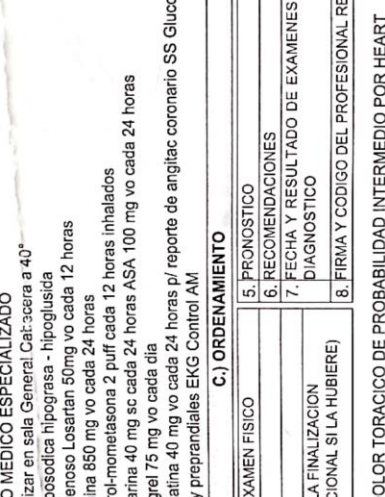 O MEDICO ESPECIALIZADO
izar en sala General Cabecera a 40°
posodica hipograsa - hipoglusida
enoso Losartan 50mg vo cada 12 horas
ina 850 mg vo cada 24 horas
rol-mometasona 2 puff cada 12 horas inhalados
arina 40 mg sc cada 24 horas ASA 100 mg vo cada 24 horas
grel 75 mg vo cada dia
atina 40 mg vo cada 24 horas p/ reporte de angitac coronario SS Gluco
y preprandiales EKG Control AM
C.) ORDENAMIENTO
XAMEN FISICO
A FINALIZACION
CIONAL SI LA HUBIERE)
5. PRONOSTICO
6. RECOMENDACIONES
7. FECHA Y RESULTADO DE EXAMENES
DIAGNOSTICO
8. FIRMA Y CODIGO DEL PROFESIONAL RE
OLOR TORACICO DE PROBABILIDAD INTERMEDIO POR HEART